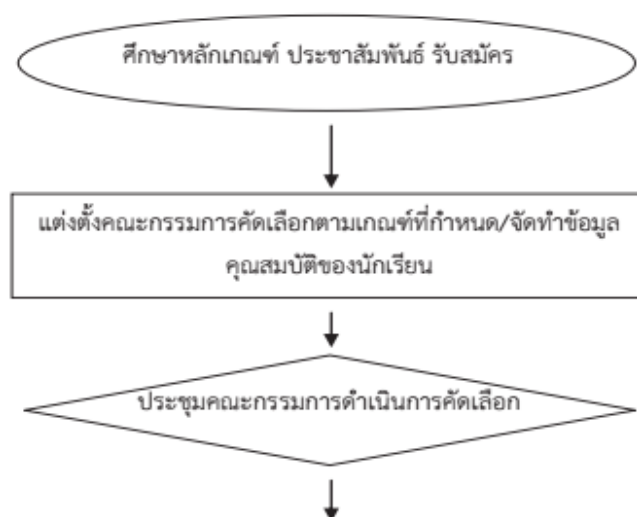 ศึกษาหลักเกณฑ์ ประชาสัมพันธ์ รับสมัคร
แต่งตั้งคณะกรรมการคัดเลือกตามเกณฑ์ที่กำหนด/จัดทำข้อมูล
คุณสมบัติของนักเรียน
ประชุมคณะกรรมการดำเนินการคัดเลือก